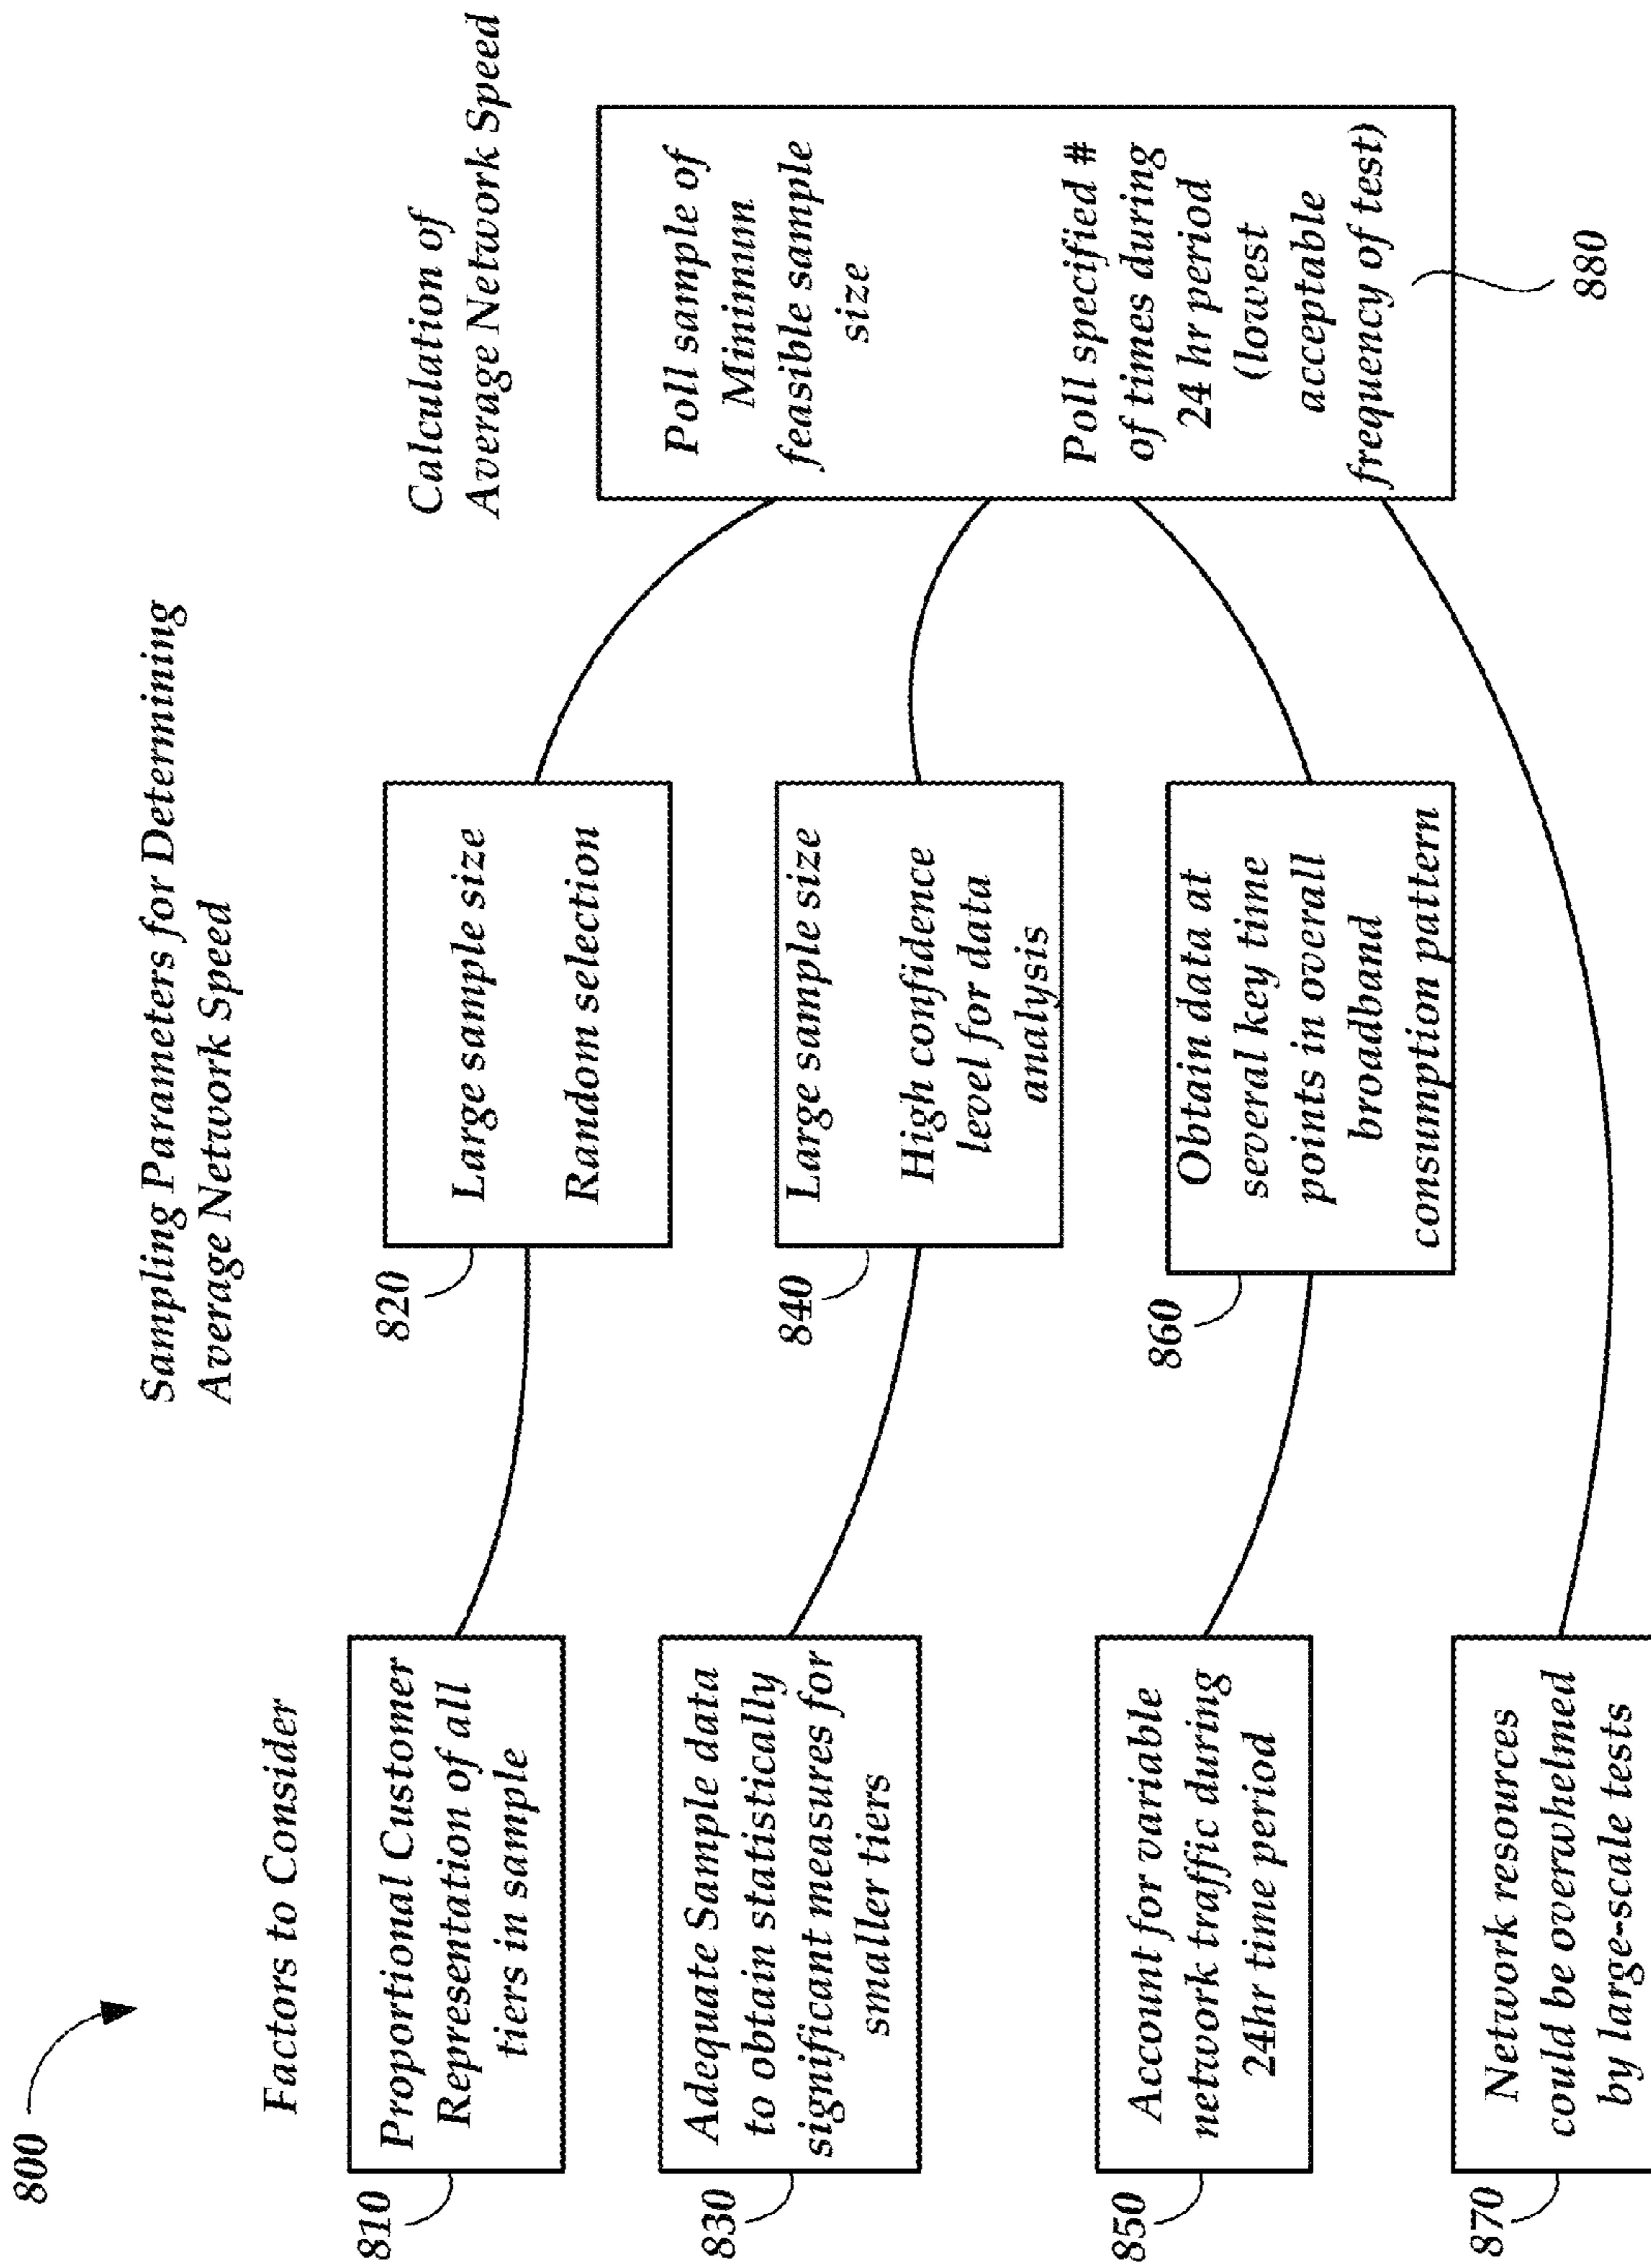 800
Factors to Consider
Sampling Parameters for Determining
Average Network Speed
Calculation of
Average Network Speed
810
Proportional Customer
Representation of all
tiers in sample
820
Large sample size
Random selection
830
Adequate Sample data
to obtain statistically
significant measures for
smaller tiers
840
Large sample size
High confidence
level for data
analysis
850
Account for variable
network traffic during
24hr time period
860
Obtain data at
several key time
points in overall
broadband
consumption pattern
870
Network resources
could be overwhelmed
by large-scale tests
Poll sample of
Minimum
feasible sample
size
Poll specified #
of times during
24 hr period
(lowest
acceptable
frequency of test)
880